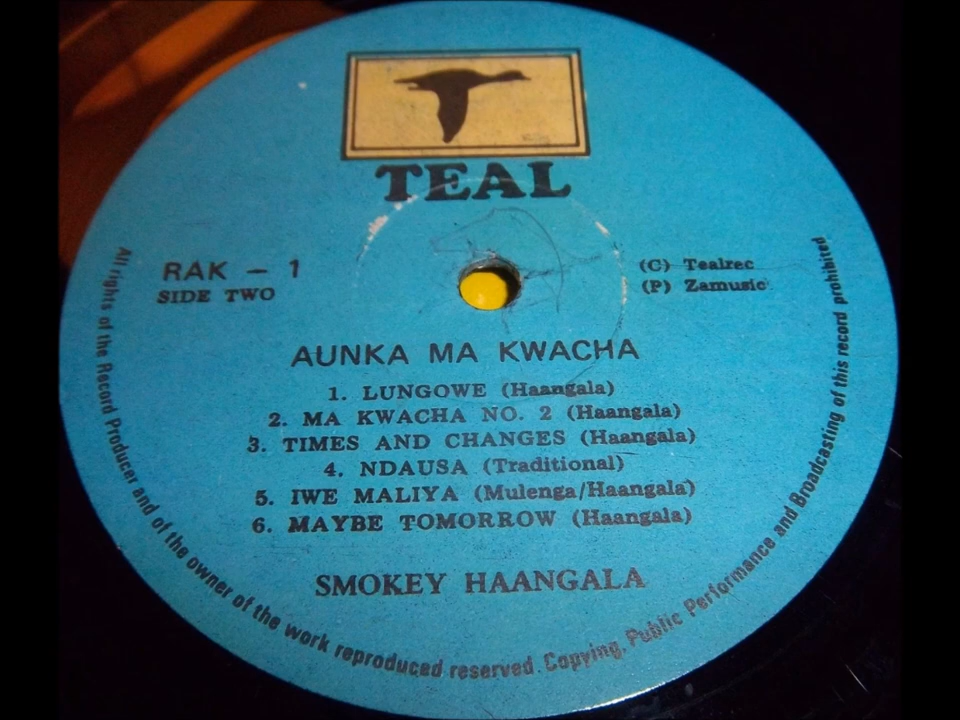 TEAL
RAK - 1
SIDE TWO
(C) Tealrec
(P) Zamusic
AUNKA MA KWACHA
1. LUNGOWE (Haangala)
2. MA KWACHA NO. 2 (Haangala)
3. TIMES AND CHANGES (Haangala)
4. NDAUSA (Traditional)
5. IWE MALIYA (Mulenga/Haangala)
6. MAYBE TOMORROW (Haangala)
SMOKEY HAANGALA
All rights of the Record Producer and of the owner of the work reproduced reserved. Copying, Public Performance and Broadcasting of this record prohibited